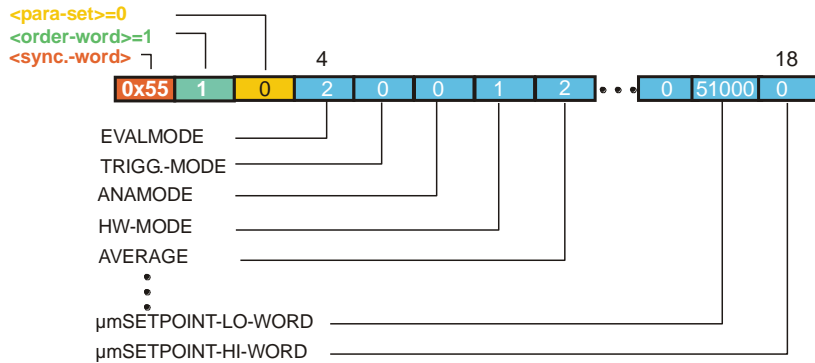 <para-set>=0
<order-word>=1
<sync.-word>
4
18
0x55 1 0 2 0 0 1 2 0 51000 0
EVALMODE
TRIGG.-MODE
ANAMODE
HW-MODE
AVERAGE
µmSETPOINT-LO-WORD
µmSETPOINT-HI-WORD